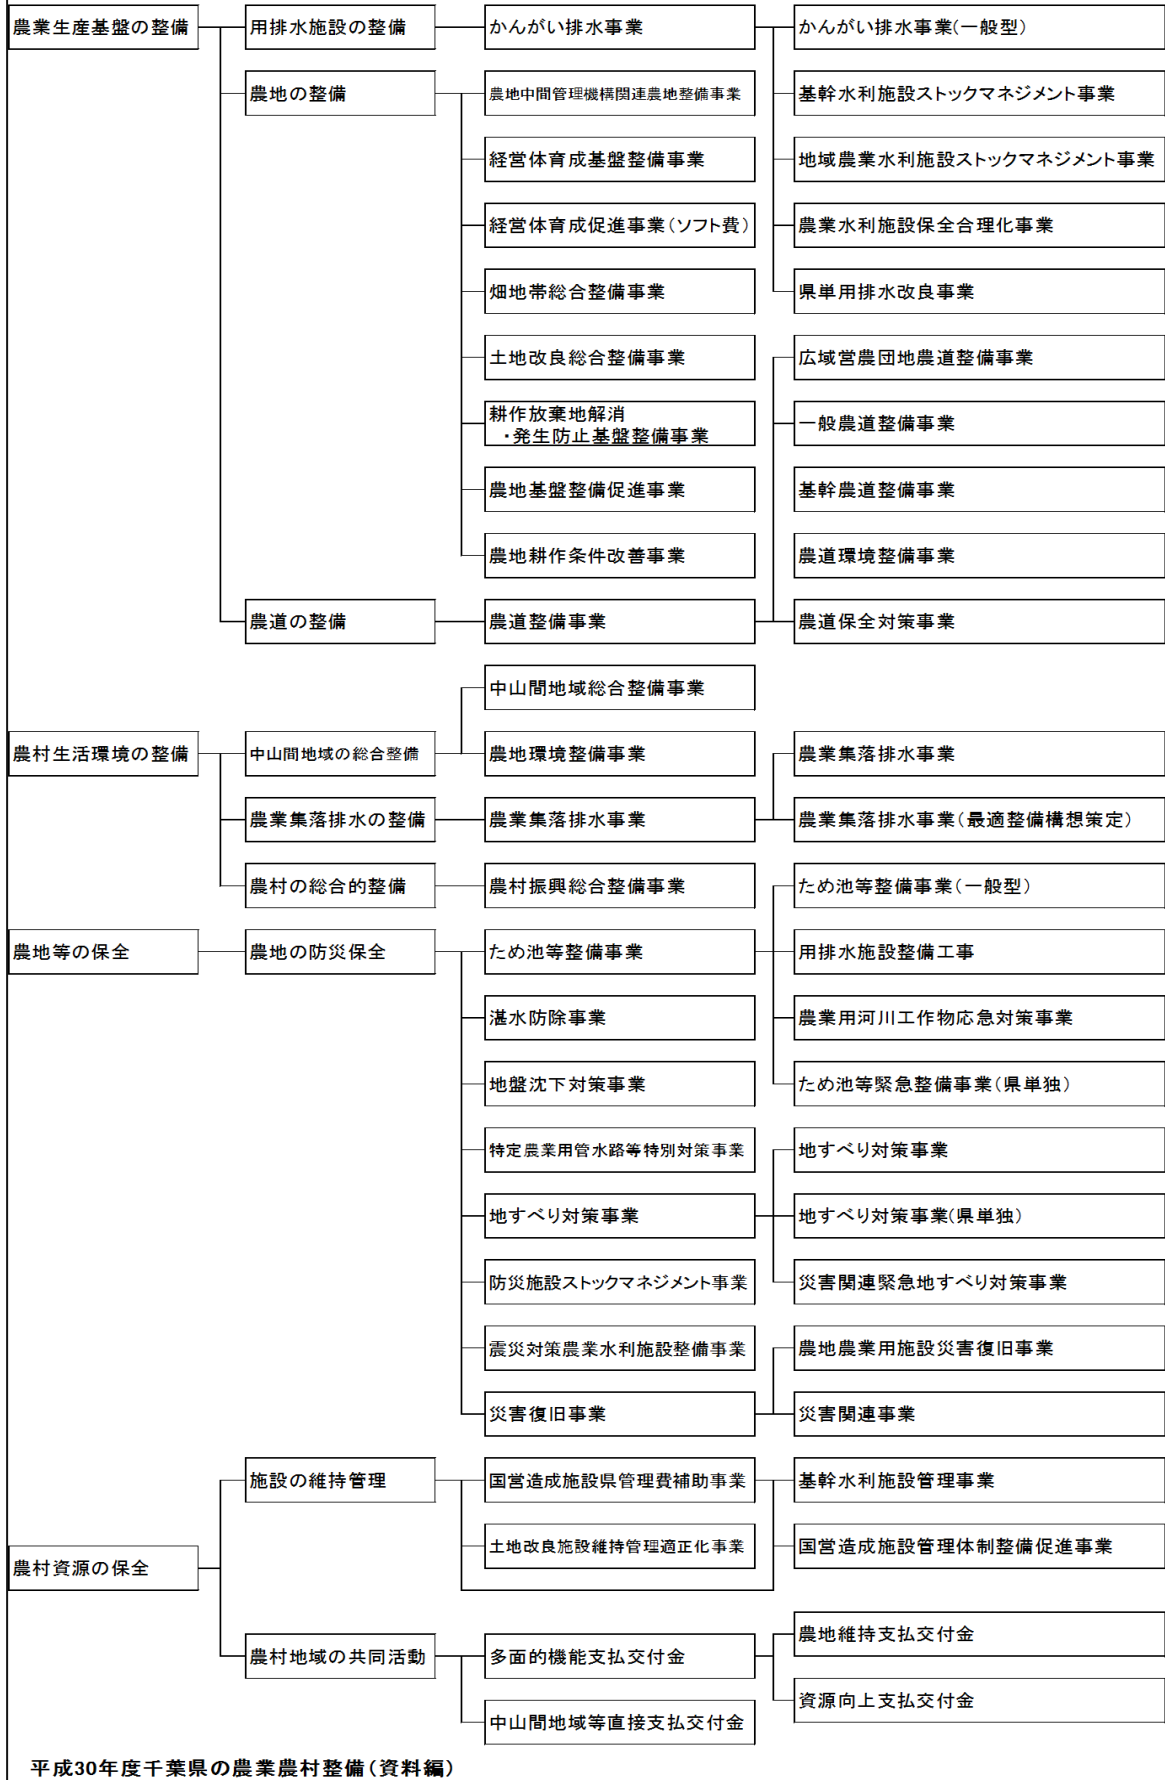 農業生産基盤の整備
用排水施設の整備
かんがい排水事業
かんがい排水事業(一般型)
農地の整備
農地中間管理機構関連農地整備事業
基幹水利施設ストックマネジメント事業
経営体育成基盤整備事業
地域農業水利施設ストックマネジメント事業
経営体育成促進事業(ソフト費)
農業水利施設保全合理化事業
畑地帯総合整備事業
県単用排水改良事業
土地改良総合整備事業
広域営農団地農道整備事業
耕作放棄地解消
・発生防止基盤整備事業
一般農道整備事業
農地基盤整備促進事業
基幹農道整備事業
農地耕作条件改善事業
農道環境整備事業
農道の整備
農道整備事業
農道保全対策事業
中山間地域総合整備事業
農村生活環境の整備
中山間地域の総合整備
農地環境整備事業
農業集落排水事業
農業集落排水の整備
農業集落排水事業
農業集落排水事業(最適整備構想策定)
農村の総合的整備
農村振興総合整備事業
ため池等整備事業(一般型)
農地等の保全
農地の防災保全
ため池等整備事業
用排水施設整備工事
湛水防除事業
農業用河川工作物応急対策事業
地盤沈下対策事業
ため池等緊急整備事業(県単独)
特定農業用管水路等特別対策事業
地すべり対策事業
地すべり対策事業
地すべり対策事業(県単独)
防災施設ストックマネジメント事業
災害関連緊急地すべり対策事業
震災対策農業水利施設整備事業
農地農業用施設災害復旧事業
災害復旧事業
災害関連事業
施設の維持管理
国営造成施設県管理費補助事業
基幹水利施設管理事業
土地改良施設維持管理適正化事業
国営造成施設管理体制整備促進事業
農村資源の保全
農地維持支払交付金
農村地域の共同活動
多面的機能支払交付金
資源向上支払交付金
中山間地域等直接支払交付金
平成30年度千葉県の農業農村整備(資料編)